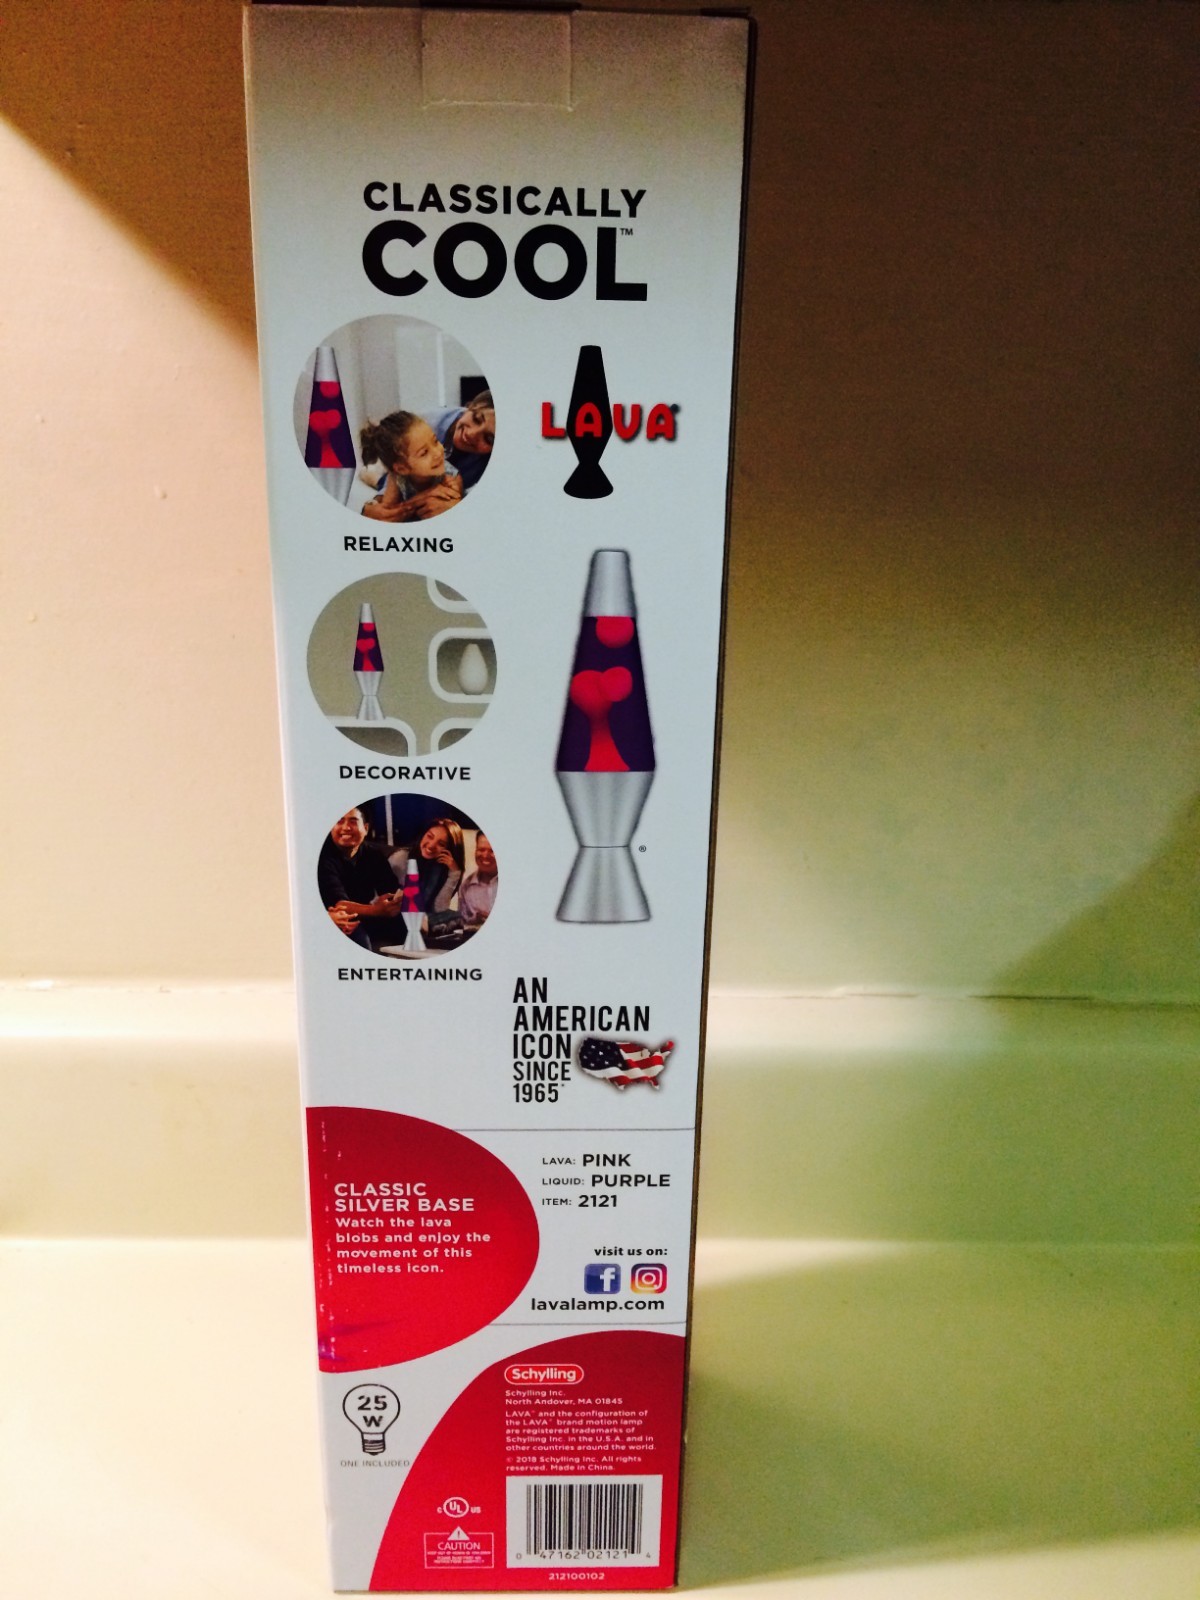 CLASSICALLY
COOL™
LAVA®
RELAXING
DECORATIVE
®
ENTERTAINING
AN
AMERICAN
ICON
SINCE
1965™
LAVA: PINK
LIQUID: PURPLE
ITEM: 2121
CLASSIC
SILVER BASE
Watch the lava
blobs and enjoy the
movement of this
timeless icon.
visit us on:
f
lavalamp.com
25
W
ONE INCLUDED
Schylling
Schylling Inc.
North Andover, MA 01845
LAVA™ and the configuration of
the LAVA™ brand motion lamp
are registered trademarks of
Schylling Inc. in the U.S.A. and in
other countries around the world.
© 2018 Schylling Inc. All rights
reserved. Made in China.
C UL US
CAUTION
0 47162 02121 4
212100102